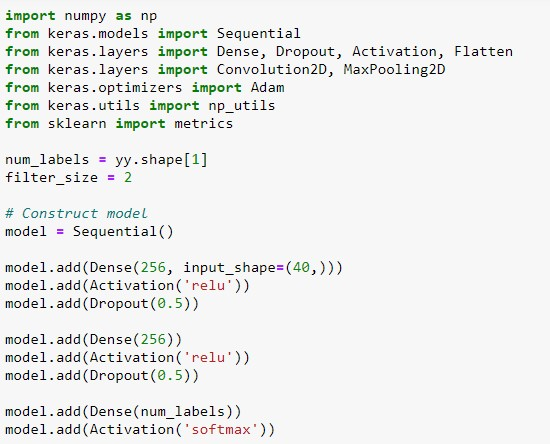 import numpy as np
from keras.models import Sequential
from keras.layers import Dense, Dropout, Activation, Flatten
from keras.layers import Convolution2D, MaxPooling2D
from keras.optimizers import Adam
from keras.utils import np_utils
from sklearn import metrics
num_labels = yy.shape[1]
filter_size = 2
# Construct model
model = Sequential()
model.add(Dense(256, input_shape=(40,)))
model.add(Activation('relu'))
model.add(Dropout(0.5))
model.add(Dense(256))
model.add(Activation('relu'))
model.add(Dropout(0.5))
model.add(Dense(num_labels))
model.add(Activation('softmax'))